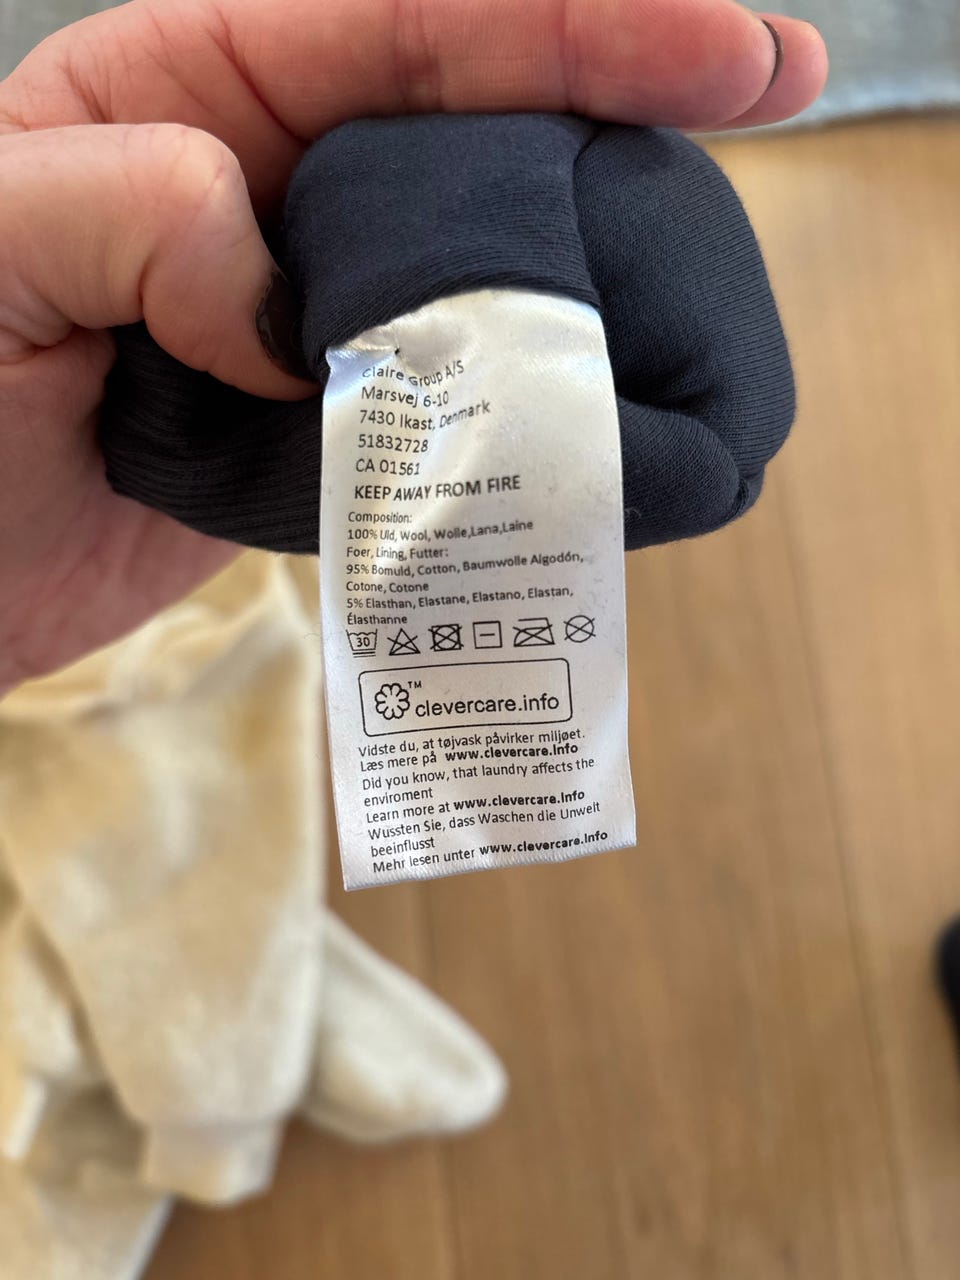 Claire Group A/S
Marsvej 6-10
7430 Ikast, Denmark
51832728
CA 01561
KEEP AWAY FROM FIRE
Composition:
100% Uld, Wool, Wolle,Lana,Laine
Foer, Lining, Futter:
95% Bomuld, Cotton, Baumwolle Algodón,
Cotone, Cotone
5% Elasthan, Elastane, Elastano, Elastan,
Élasthanne
30
TM
clevercare.info
Vidste du, at tøjvask påvirker miljøet.
Læs mere på www.clevercare.Info
Did you know, that laundry affects the
enviroment
Learn more at www.clevercare.Info
Wussten Sie, dass Waschen die Unwelt
beeinflusst
Mehr lesen unter www.clevercare.Info